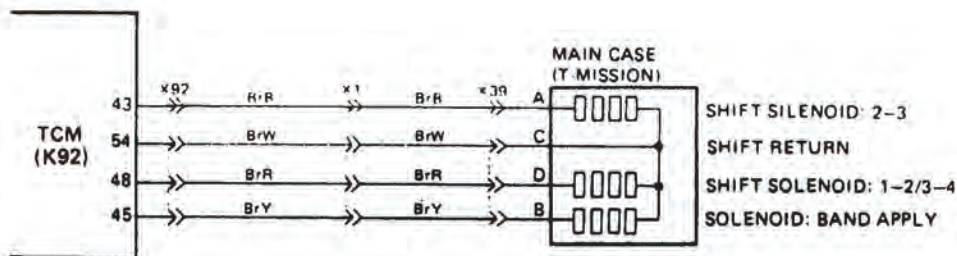 MAIN CASE
(T MISSION)
TCM
(K92)
43 X92 BrR X1 BrR X39 A SHIFT SILENOID: 2-3
54 BrW BrW C SHIFT RETURN
48 BrR BrR D SHIFT SOLENOID: 1-2/3-4
45 BrY BrY B SOLENOID: BAND APPLY